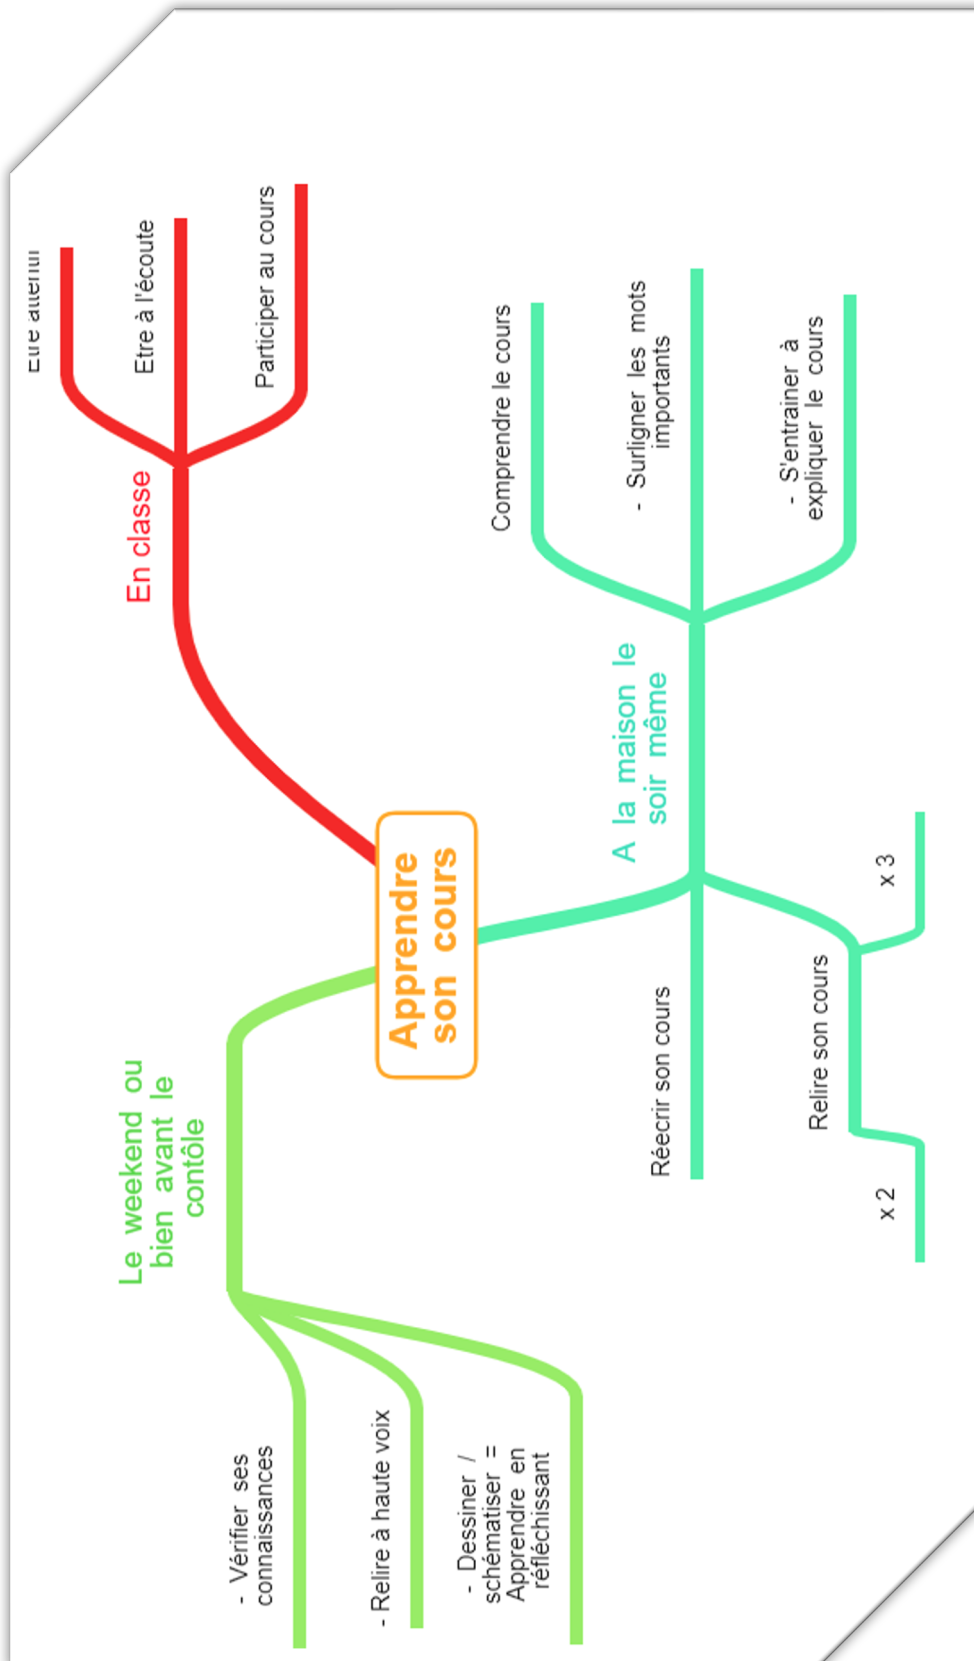 Apprendre
son cours
En classe
Etre
Etre à l'écoute
Participer au cours
A la maison le
soir même
Comprendre le cours
- Surligner les mots
importants
- S'entrainer à
expliquer le cours
Réecrir son cours
Relire son cours
x 3
x 2
Le weekend ou
bien avant le
contôle
- Vérifier ses
connaissances
- Relire à haute voix
- Dessiner /
schématiser =
Apprendre en
réfléchissant